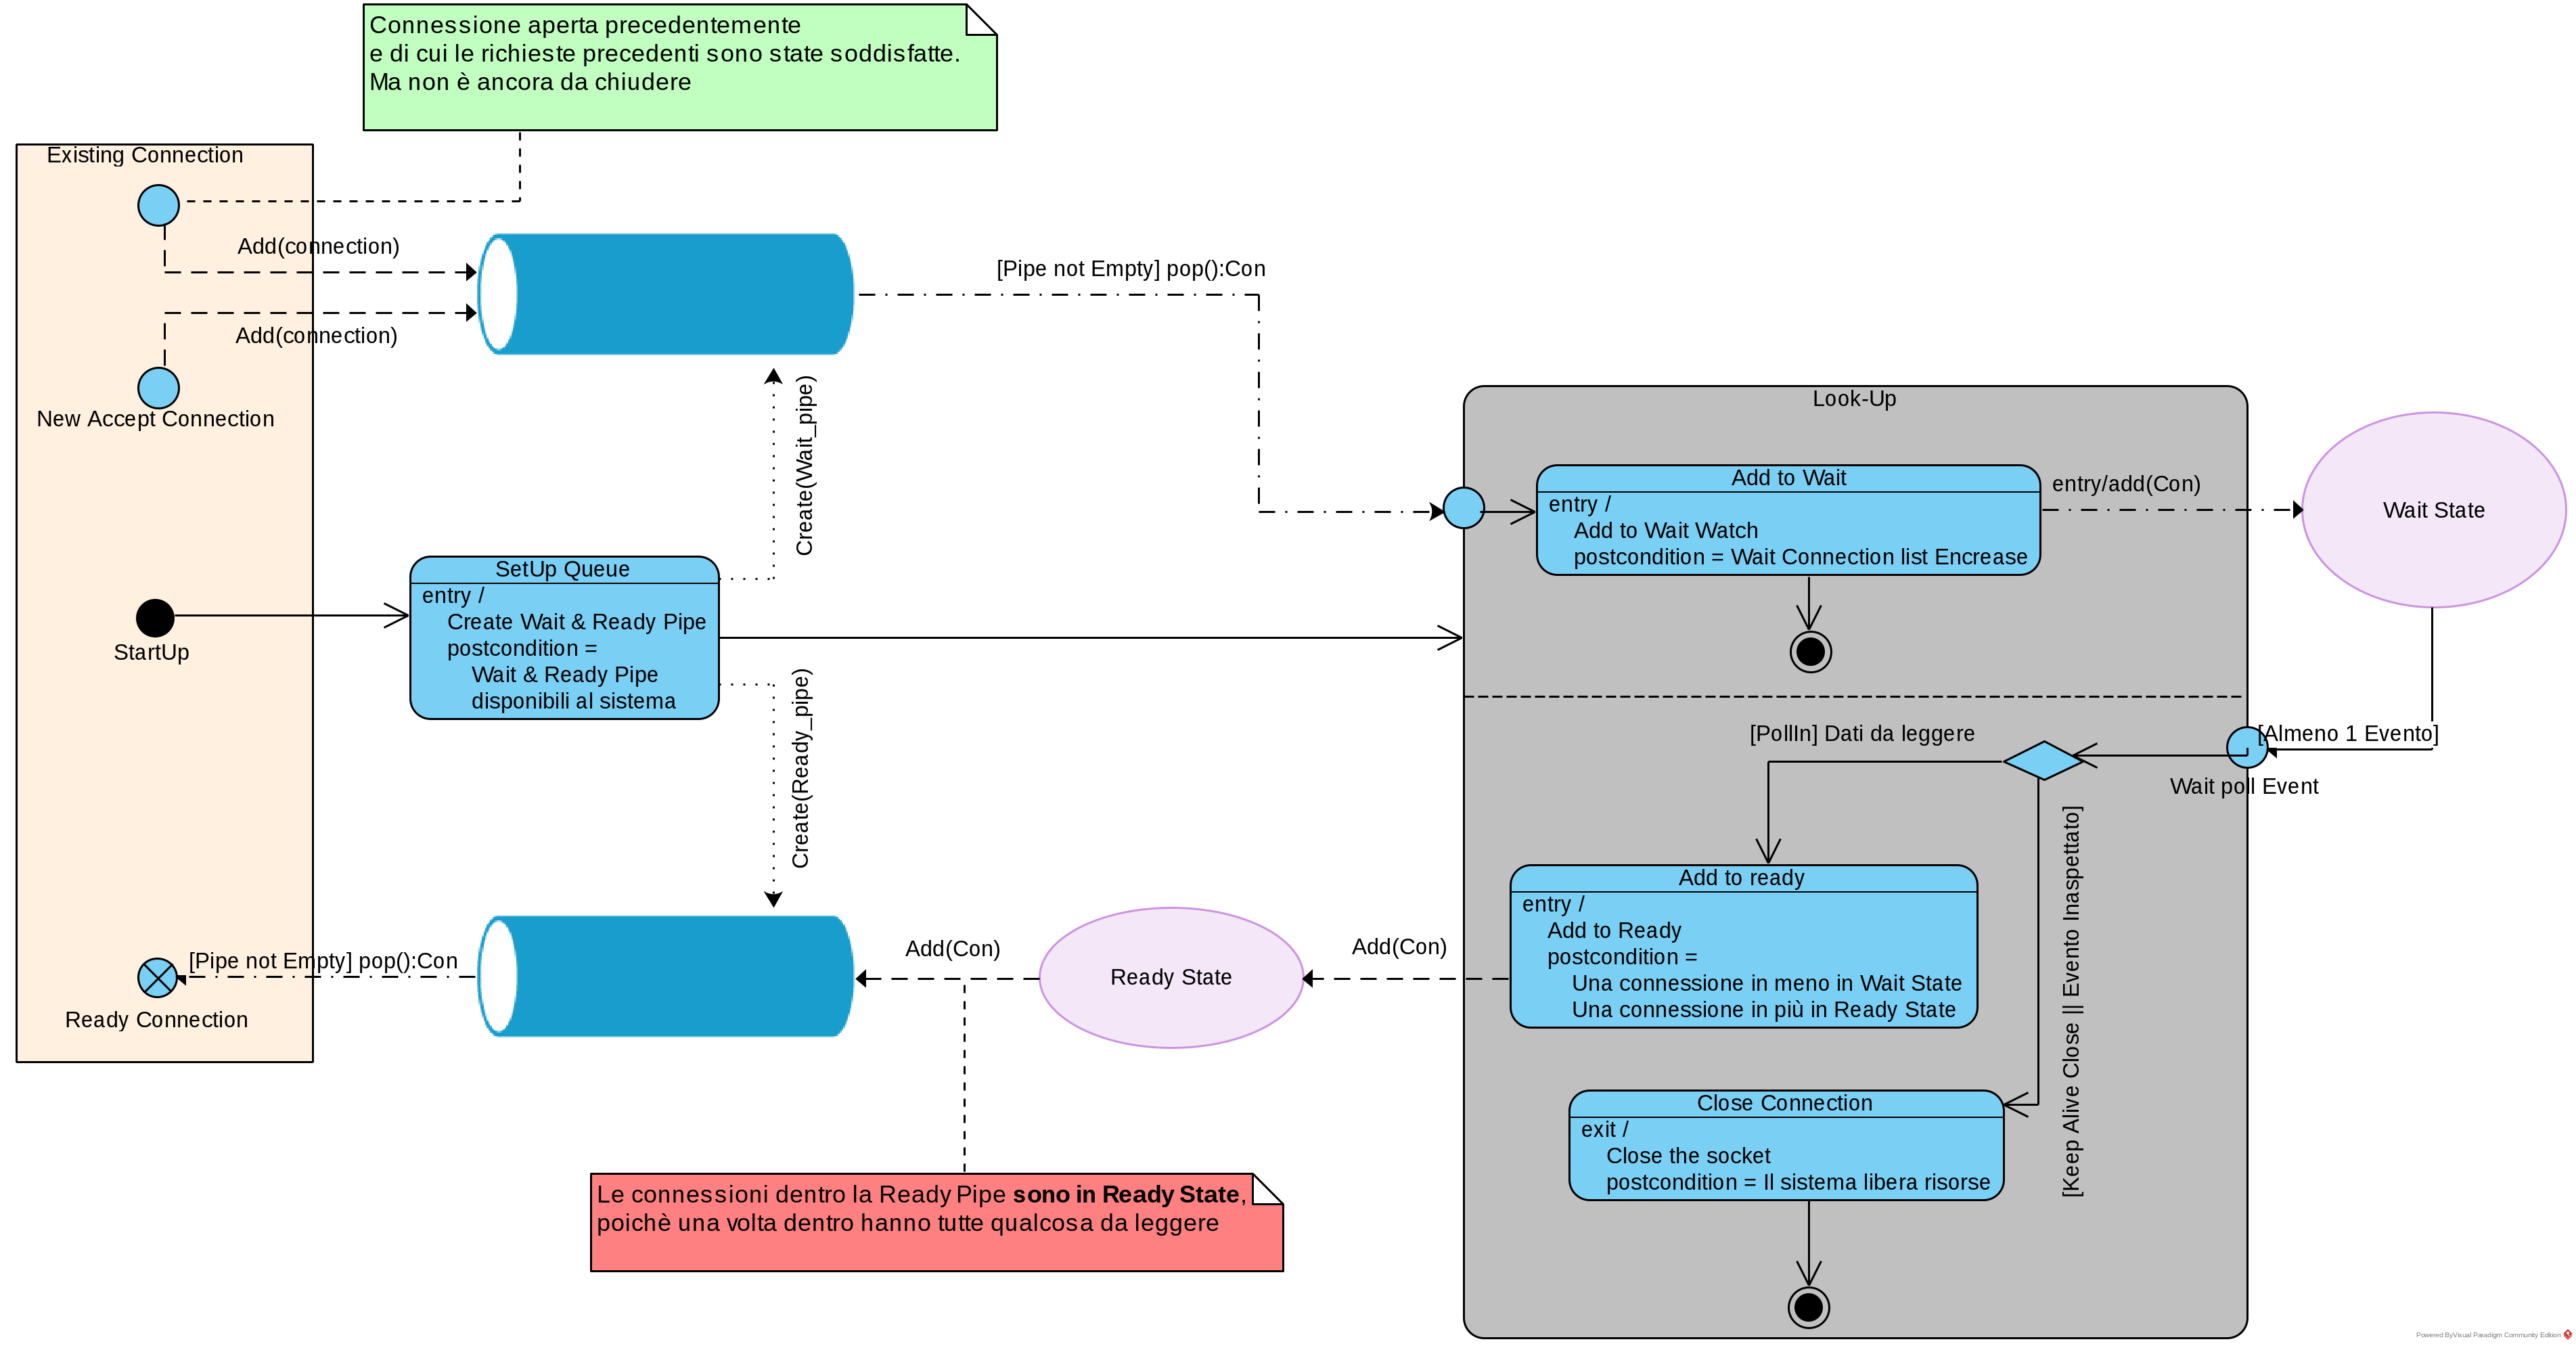 Connessione aperta precedentemente
e di cui le richieste precedenti sono state soddisfatte.
Ma non è ancora da chiudere
Existing Connection
Add(connection)
Add(connection)
New Accept Connection
[Pipe not Empty] pop():Con
Create(Wait_pipe)
StartUp
SetUp Queue
entry /
Create Wait & Ready Pipe
postcondition =
Wait & Ready Pipe
disponibili al sistema
Create(Ready_pipe)
Look-Up
Add to Wait
entry /
Add to Wait Watch
postcondition = Wait Connection list Encrease
entry/add(Con)
Wait State
[Almeno 1 Evento]
Wait poll Event
[PollIn] Dati da leggere
[Keep Alive Close || Evento Inaspettato]
Add to ready
entry /
Add to Ready
postcondition =
Una connessione in meno in Wait State
Una connessione in più in Ready State
Add(Con)
Ready State
Add(Con)
[Pipe not Empty] pop():Con
Ready Connection
Close Connection
exit /
Close the socket
postcondition = Il sistema libera risorse
Le connessioni dentro la Ready Pipe sono in Ready State,
poichè una volta dentro hanno tutte qualcosa da leggere
Powered ByVisual Paradigm Community Edition